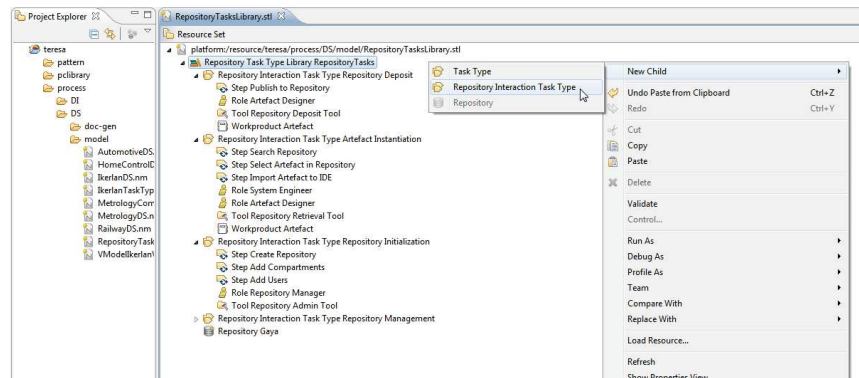 Project Explorer
teresa
pattern
pclibrary
process
DI
DS
doc-gen
model
AutomotiveDS.
HomeControlD
IkerlanDS.nm
IkerlanTaskTyp
MetrologyCom
MetrologyDS.n
RailwayDS.nm
RepositoryTask
VModelIkerlan\
RepositoryTasksLibrary.stl
Resource Set
platform:/resource/teresa/process/DS/model/RepositoryTasksLibrary.stl
Repository Task Type Library RepositoryTasks
Repository Interaction Task Type Repository Deposit
Step Publish to Repository
Role Artefact Designer
Tool Repository Deposit Tool
Workproduct Artefact
Repository Interaction Task Type Artefact Instantiation
Step Search Repository
Step Select Artefact in Repository
Step Import Artefact to IDE
Role System Engineer
Role Artefact Designer
Tool Repository Retrieval Tool
Workproduct Artefact
Repository Interaction Task Type Repository Initialization
Step Create Repository
Step Add Compartments
Step Add Users
Role Repository Manager
Tool Repository Admin Tool
Repository Interaction Task Type Repository Management
Repository Gaya
Task Type
Repository Interaction Task Type
Repository
New Child
Undo Paste from Clipboard Ctrl+Z
Redo Ctrl+Y
Cut
Copy
Paste
Delete
Validate
Control...
Run As
Debug As
Profile As
Team
Compare With
Replace With
Load Resource...
Refresh
Show Properties View